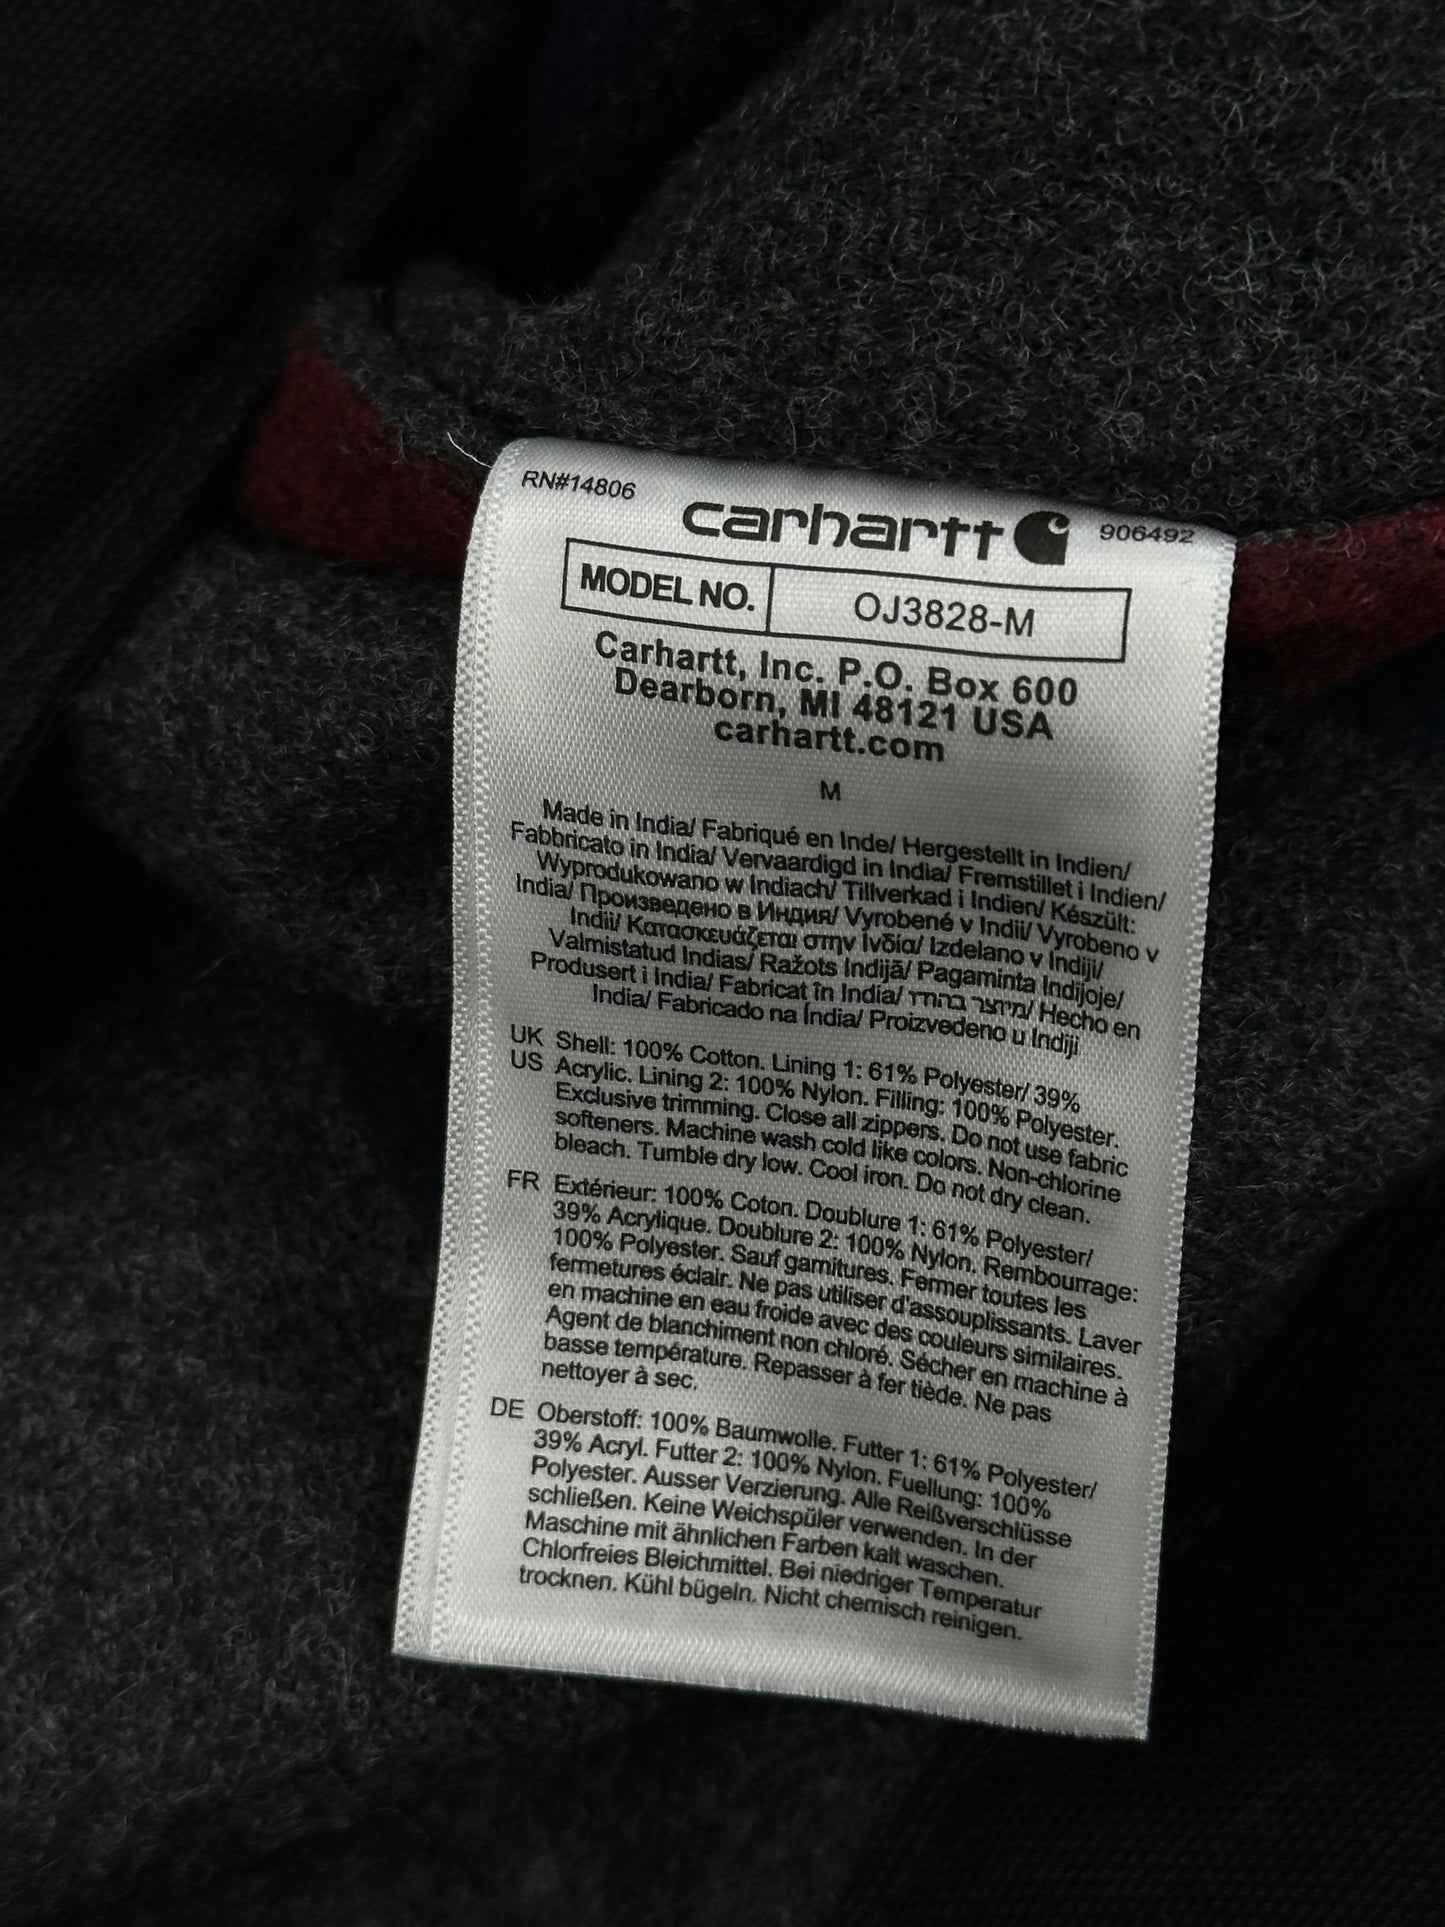 RN#14806
carhartt
906492
MODEL NO. OJ3828-M
Carhartt, Inc. P.O. Box 600
Dearborn, MI 48121 USA
carhartt.com
M
Made in India/ Fabriqué en Inde/ Hergestellt in Indien/
Fabbricato in India/ Vervaardigd in India/ Fremstillet i Indien/
Wyprodukowano w Indiach/ Tillverkad i Indien/ Készült:
India/ Произведено в Индия/ Vyrobené v Indii/ Vyrobeno v
Indii/ Κατασκευάζεται στην Ινδία/ Izdelano v Indiji/
Valmistatud Indias/ Ražots Indijā/ Pagaminta Indijoje/
Produsert i India/ Fabricat în India/ מיוצר בהודו/ Hecho en
India/ Fabricado na Índia/ Proizvedeno u Indiji
UK Shell: 100% Cotton. Lining 1: 61% Polyester/ 39%
US Acrylic. Lining 2: 100% Nylon. Filling: 100% Polyester.
Exclusive trimming. Close all zippers. Do not use fabric
softeners. Machine wash cold like colors. Non-chlorine
bleach. Tumble dry low. Cool iron. Do not dry clean.
FR Extérieur: 100% Coton. Doublure 1: 61% Polyester/
39% Acrylique. Doublure 2: 100% Nylon. Rembourrage:
100% Polyester. Sauf garnitures. Fermer toutes les
fermetures éclair. Ne pas utiliser d'assouplissants. Laver
en machine en eau froide avec des couleurs similaires.
Agent de blanchiment non chloré. Sécher en machine à
basse température. Repasser à fer tiède. Ne pas
nettoyer à sec.
DE Oberstoff: 100% Baumwolle. Futter 1: 61% Polyester/
39% Acryl. Futter 2: 100% Nylon. Fuellung: 100%
Polyester. Ausser Verzierung. Alle Reißverschlüsse
schließen. Keine Weichspüler verwenden. In der
Maschine mit ähnlichen Farben kalt waschen.
Chlorfreies Bleichmittel. Bei niedriger Temperatur
trocknen. Kühl bügeln. Nicht chemisch reinigen.